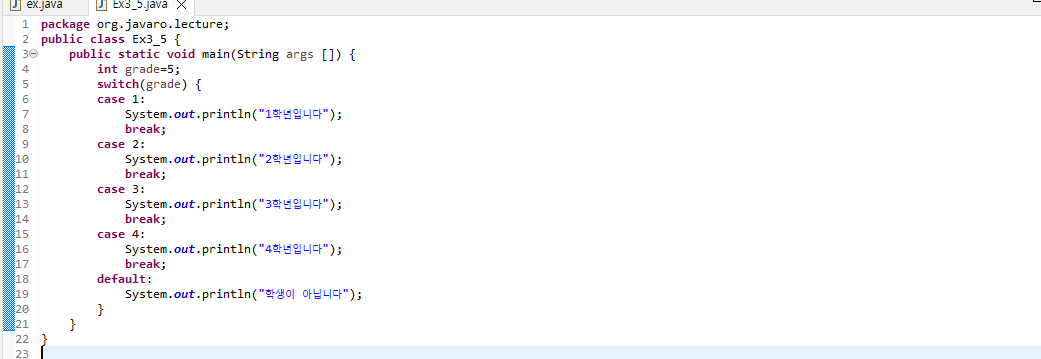 ex.java Ex3_5.java
1 package org.javaro.lecture;
2 public class Ex3_5 {
3 public static void main(String args []) {
4 int grade=5;
5 switch(grade) {
6 case 1:
7 System.out.println("1학년입니다");
8 break;
9 case 2:
10 System.out.println("2학년입니다");
11 break;
12 case 3:
13 System.out.println("3학년입니다");
14 break;
15 case 4:
16 System.out.println("4학년입니다");
17 break;
18 default:
19 System.out.println("학생이 아닙니다");
20 }
21 }
22 }
23